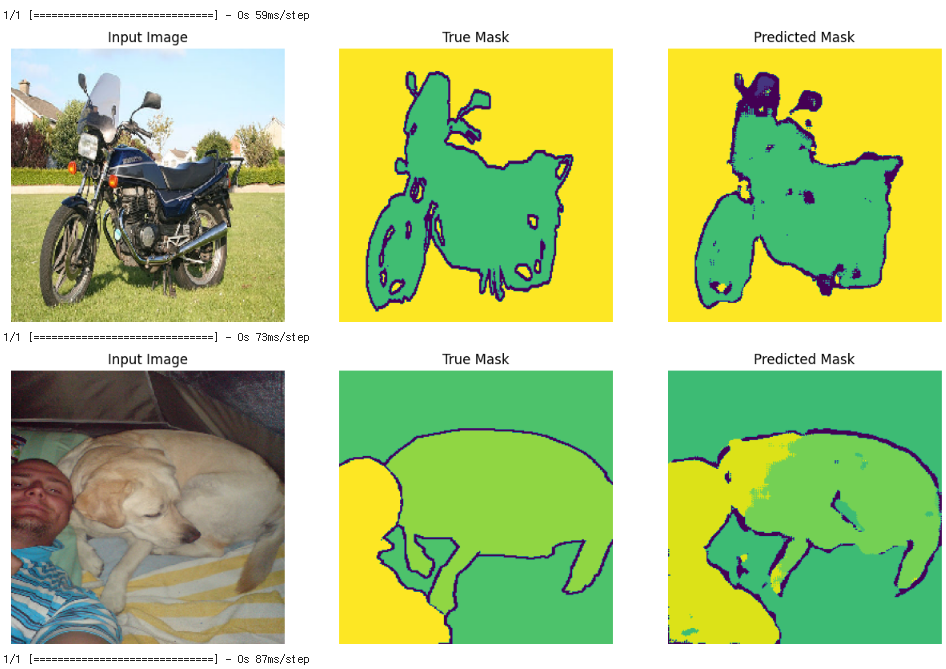 1/1 [==============================] - 0s 59ms/step
Input Image True Mask Predicted Mask
1/1 [==============================] - 0s 73ms/step
Input Image True Mask Predicted Mask
1/1 [==============================] - 0s 87ms/step